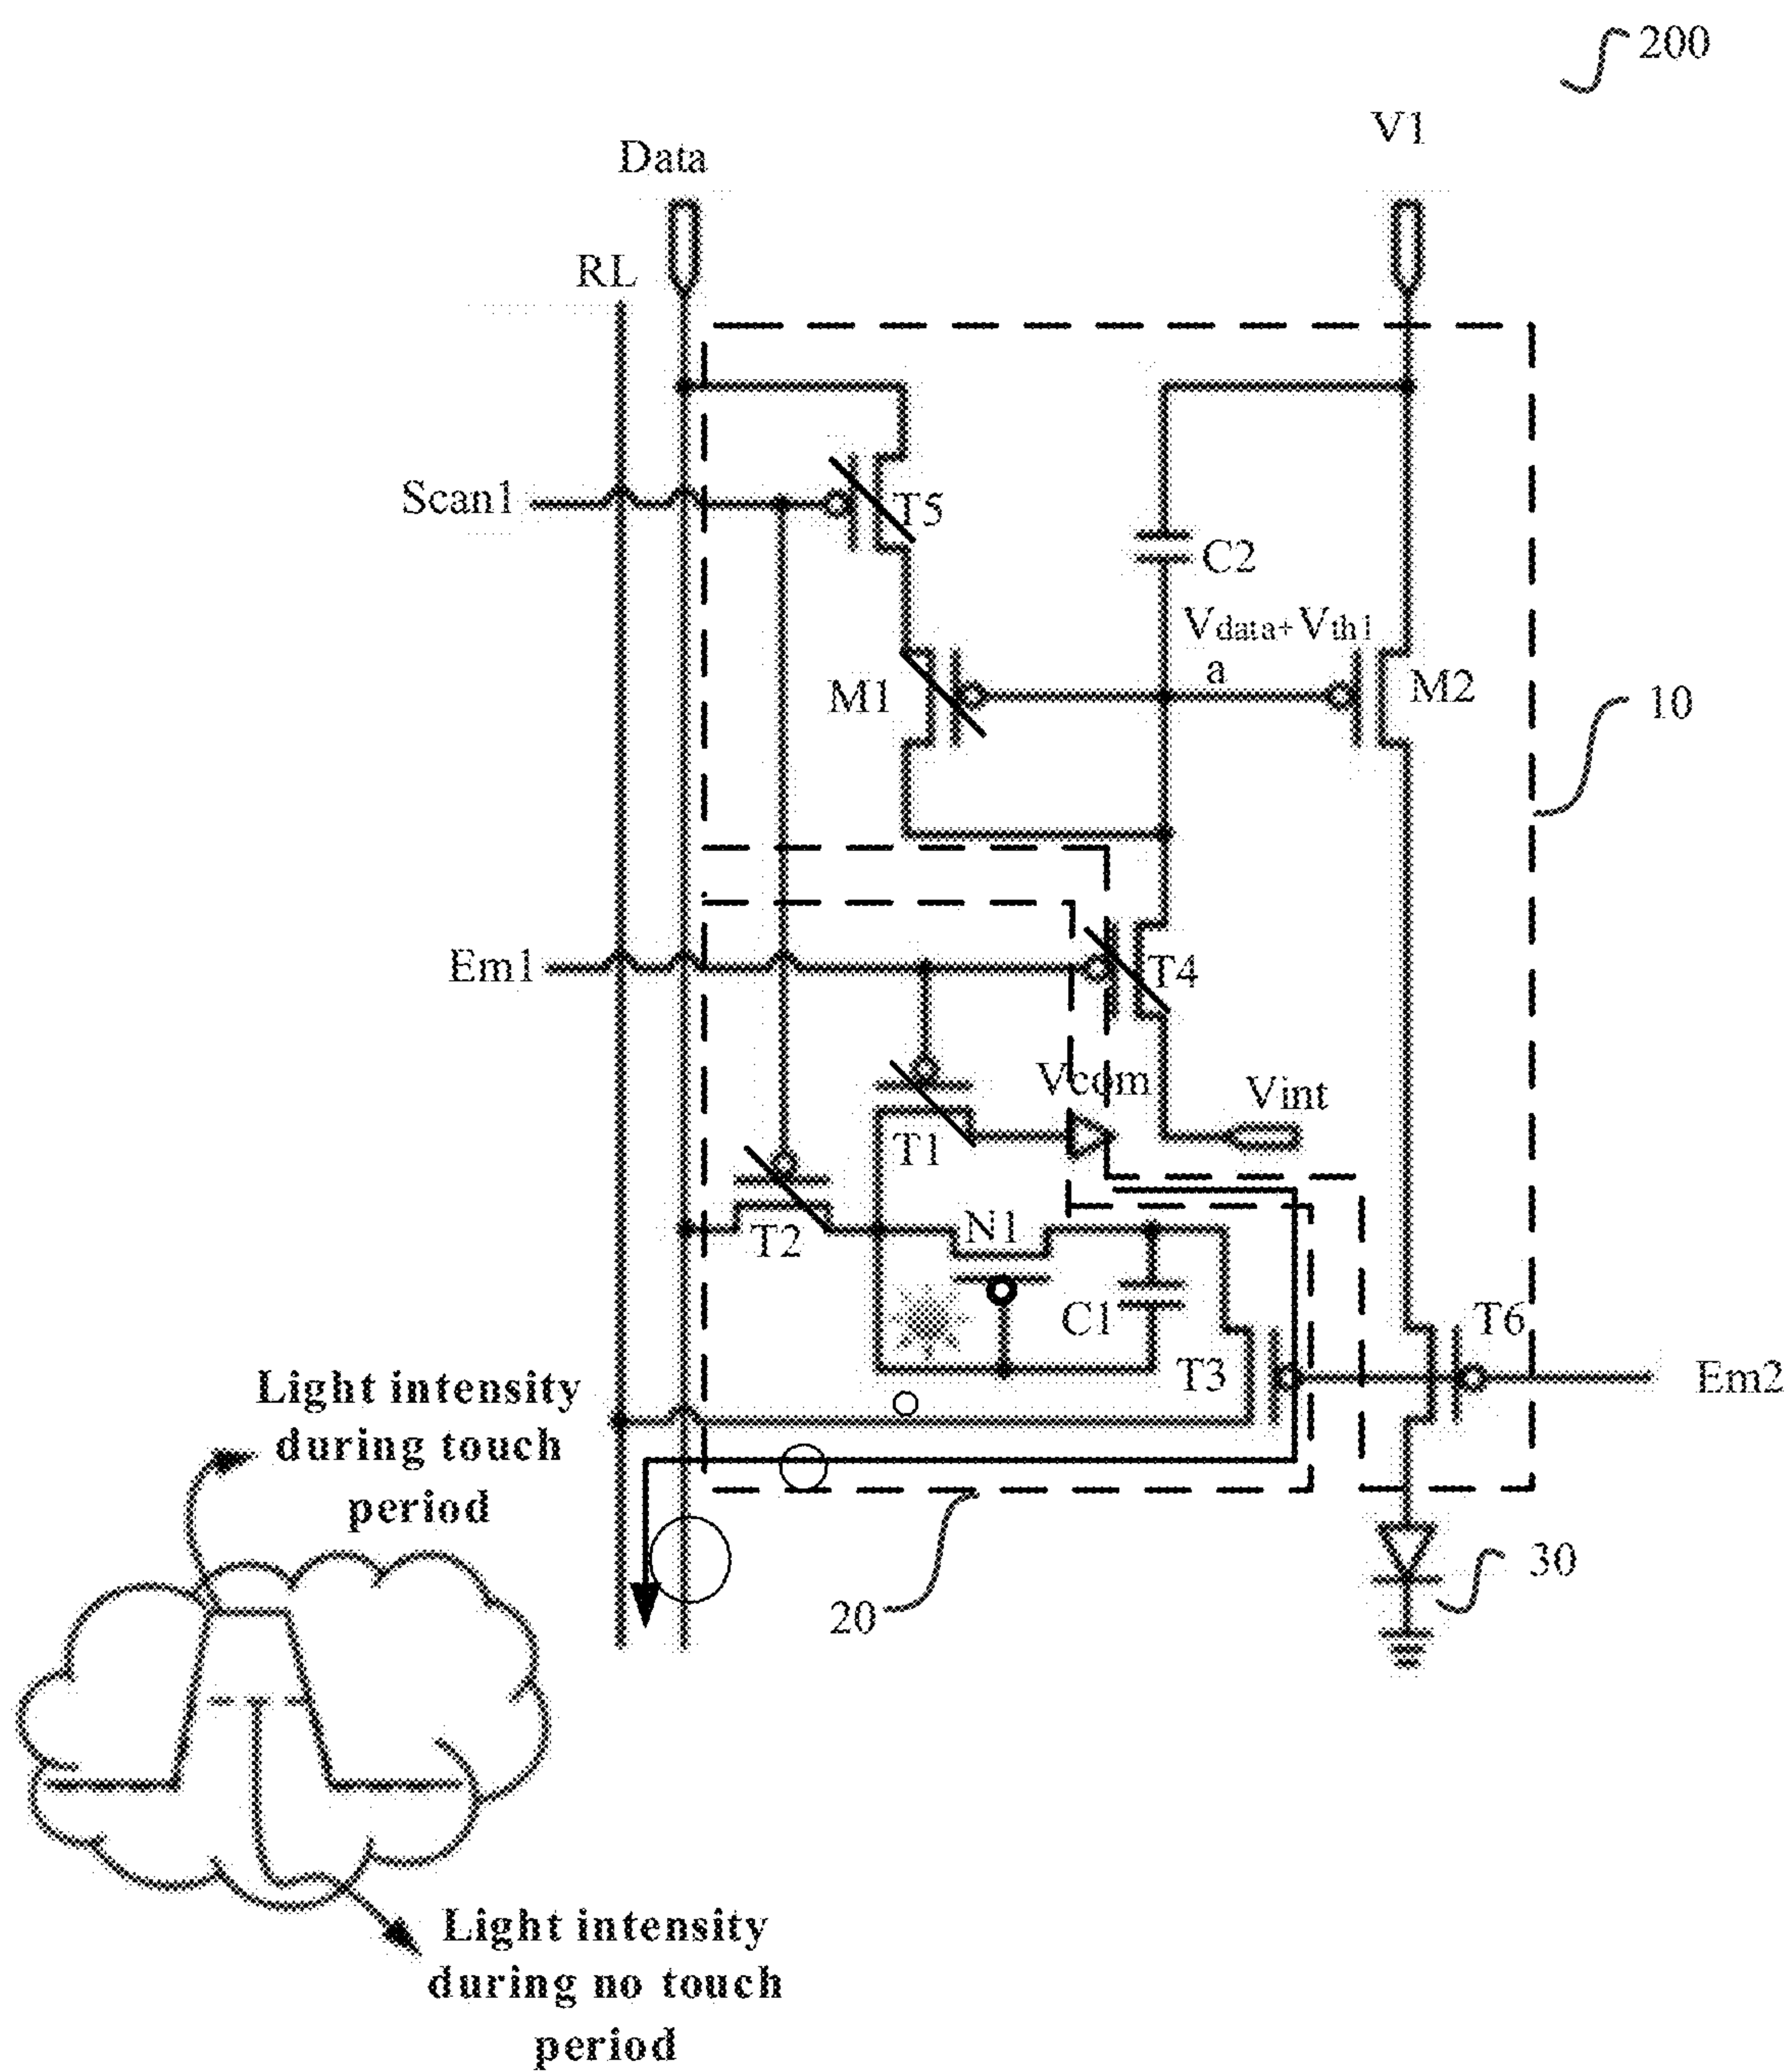 200
V1
Data
RL
Scan1
T5
C2
Vdata+Vth1
a
M1
M2
10
Em1
T4
Vcom
Vint
T1
T2
N1
C1
T3
T6
Em2
Light intensity
during touch
period
20
30
Light intensity
during no touch
period